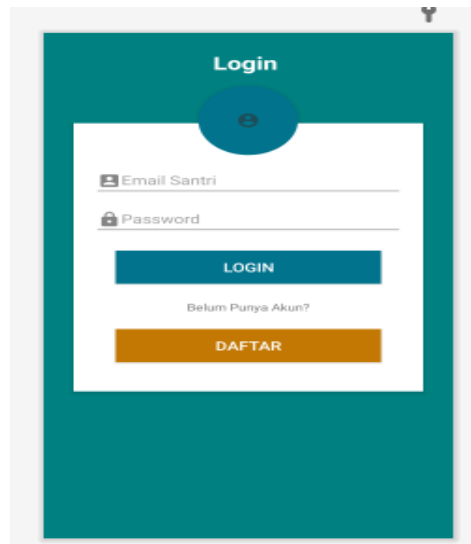 Login
Email Santri
Password
LOGIN
Belum Punya Akun?
DAFTAR